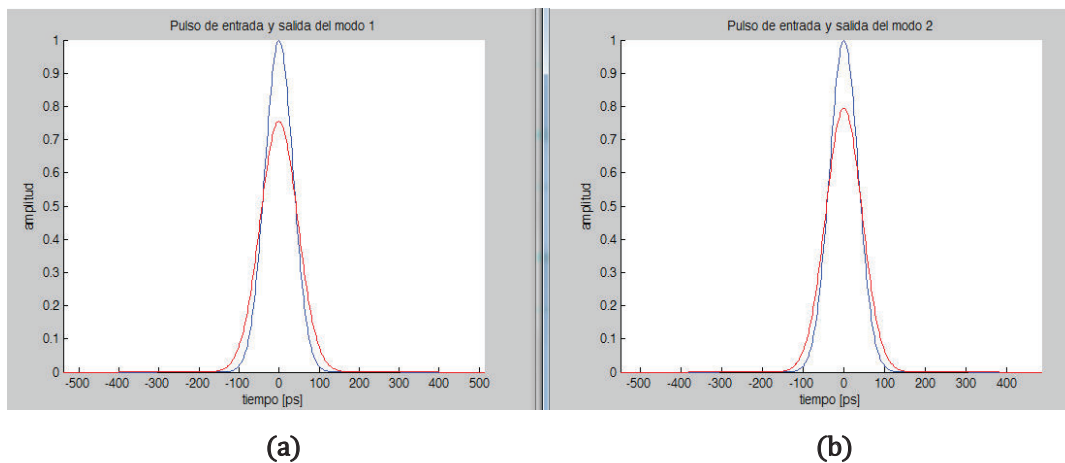 Pulso de entrada y salida del modo 1
1
0.9
0.8
0.7
0.6
0.5
0.4
0.3
0.2
0.1
0
amplitud
-500 -400 -300 -200 -100 0 100 200 300 400 500
tiempo [ps]
(a)
Pulso de entrada y salida del modo 2
1
0.9
0.8
0.7
0.6
0.5
0.4
0.3
0.2
0.1
0
amplitud
-500 -400 -300 -200 -100 0 100 200 300 400
tiempo [ps]
(b)